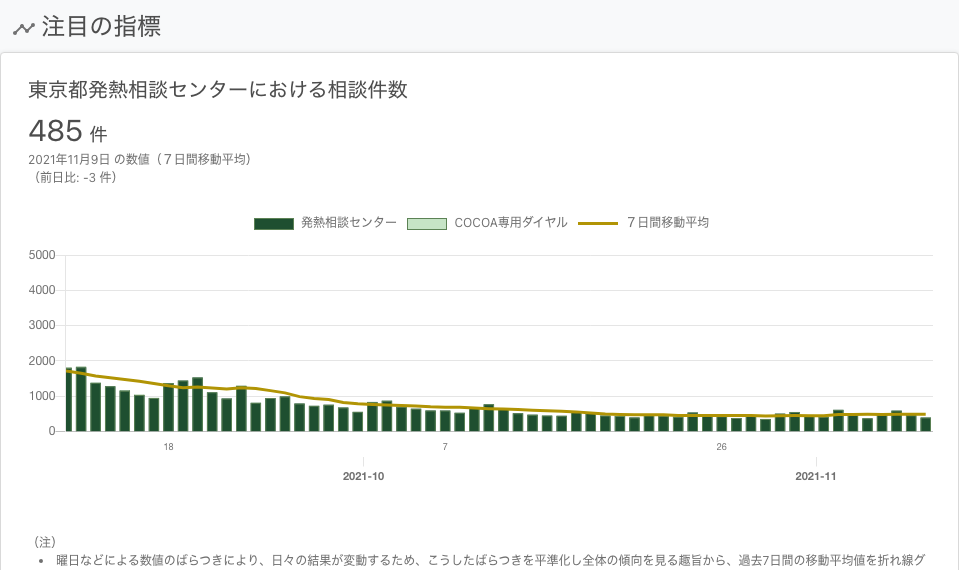 注目の指標
東京都発熱相談センターにおける相談件数
485 件
2021年11月9日 の数値（７日間移動平均）
（前日比: -3 件）
発熱相談センター COCOA専用ダイヤル ７日間移動平均
5000
4000
3000
2000
1000
0
18 7 26
2021-10 2021-11
（注）
• 曜日などによる数値のばらつきにより、日々の結果が変動するため、こうしたばらつきを平準化し全体の傾向を見る趣旨から、過去7日間の移動平均値を折れ線グ